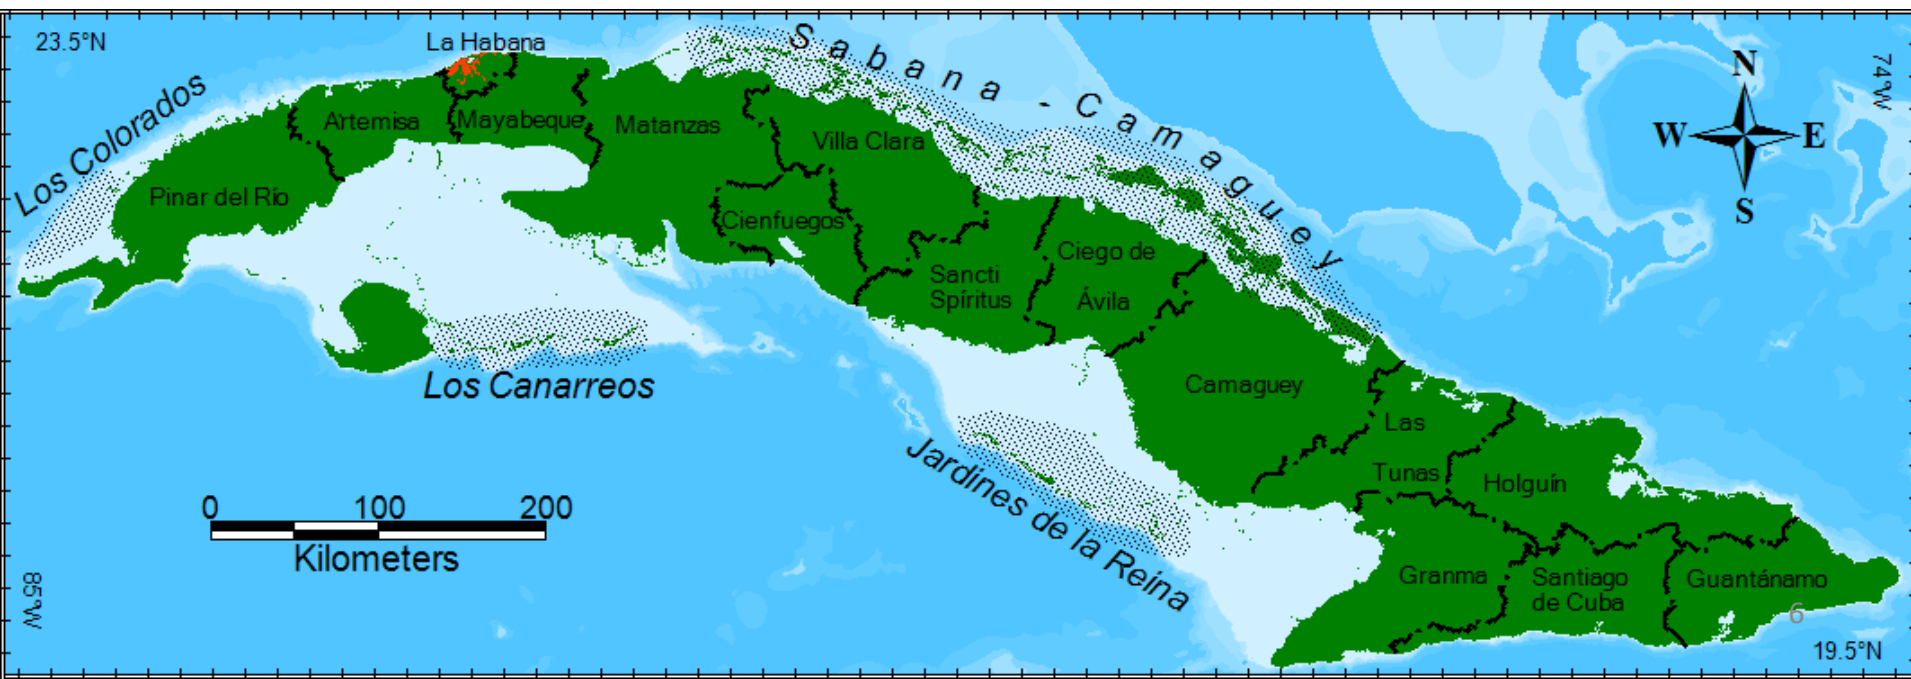 23.5°N
La Habana
Sabana - Camaguey
N
74°W
Los Colorados
Artemisa
Mayabeque
Matanzas
Villa Clara
W
E
Pinar del Río
S
Cienfuegos
Ciego de
Ávila
Sancti
Spíritus
Los Canarreos
Camaguey
Las
Tunas
Jardines de la Reina
Holguín
0 100 200
Kilometers
85°W
Granma
Santiago
de Cuba
Guantánamo
6
19.5°N